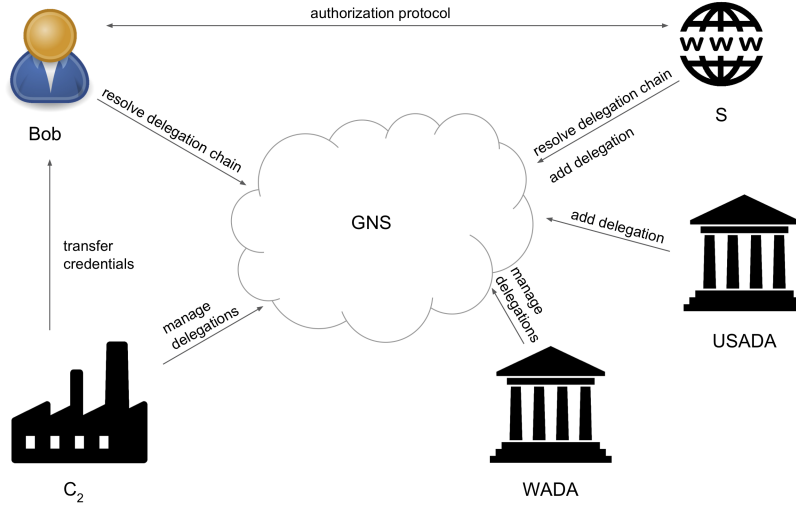 authorization protocol
W W W
resolve delegation chain
resolve delegation chain
S
Bob
add delegation
GNS
add delegation
transfer
credentials
manage
delegations
manage
delegations
USADA
C2
WADA